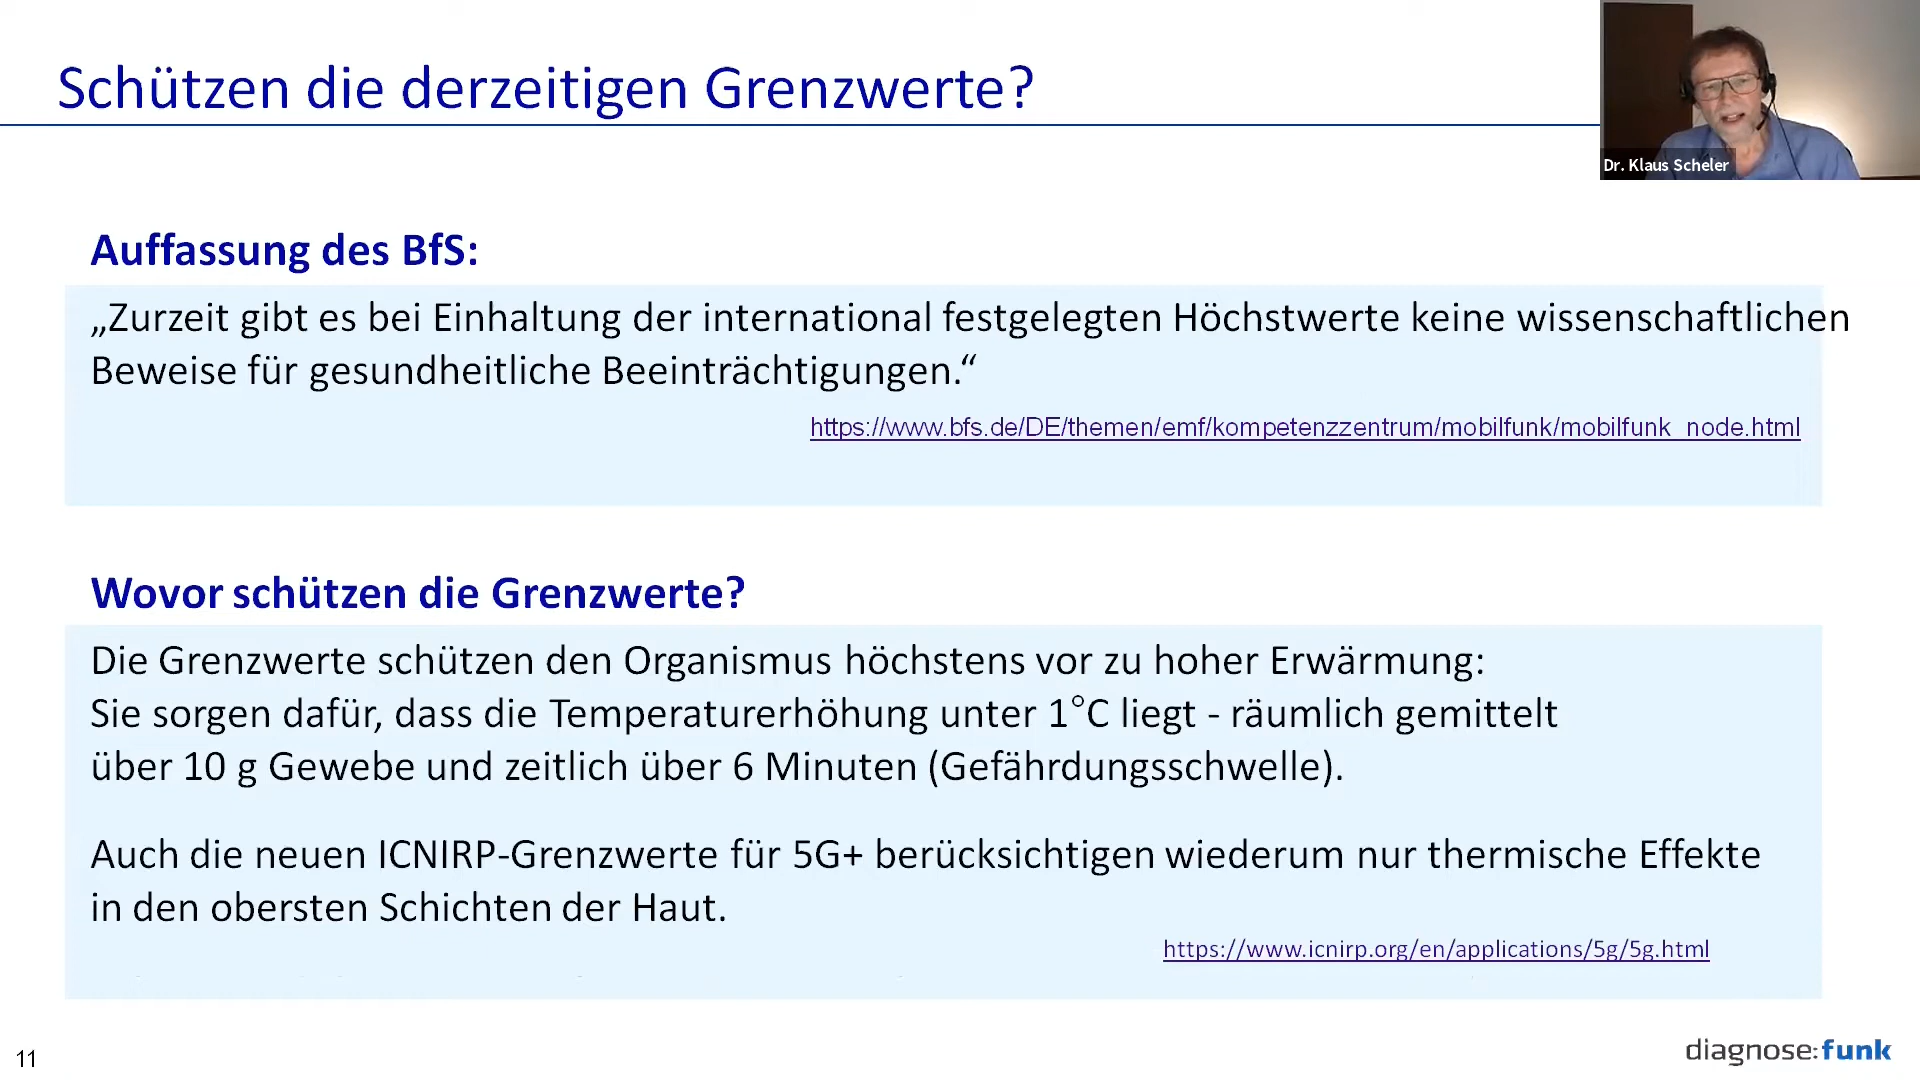 Schützen die derzeitigen Grenzwerte?
Dr. Klaus Scheler
Auffassung des BfS:
„Zurzeit gibt es bei Einhaltung der international festgelegten Höchstwerte keine wissenschaftlichen
Beweise für gesundheitliche Beeinträchtigungen.“
https://www.bfs.de/DE/themen/emf/kompetenzzentrum/mobilfunk/mobilfunk_node.html
Wovor schützen die Grenzwerte?
Die Grenzwerte schützen den Organismus höchstens vor zu hoher Erwärmung:
Sie sorgen dafür, dass die Temperaturerhöhung unter 1°C liegt - räumlich gemittelt
über 10 g Gewebe und zeitlich über 6 Minuten (Gefährdungsschwelle).
Auch die neuen ICNIRP-Grenzwerte für 5G+ berücksichtigen wiederum nur thermische Effekte
in den obersten Schichten der Haut.
https://www.icnirp.org/en/applications/5g/5g.html
11
diagnose:funk